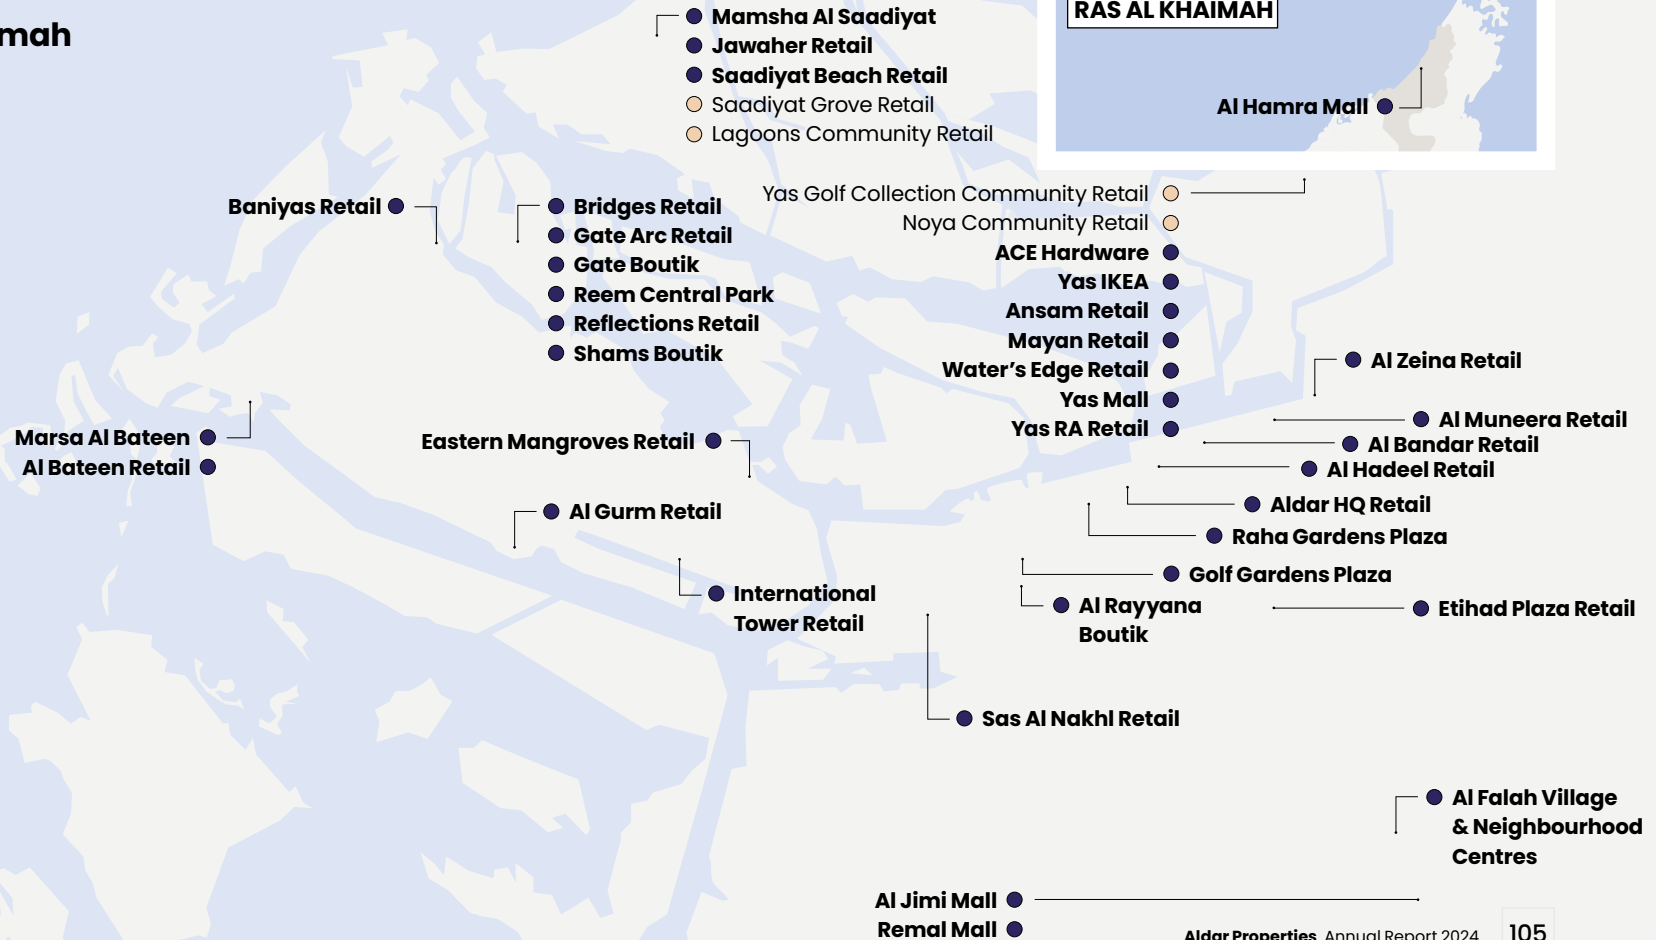 mah
Mamsha Al Saadiyat
Jawaher Retail
Saadiyat Beach Retail
Saadiyat Grove Retail
Lagoons Community Retail
RAS AL KHAIMAH
Al Hamra Mall
Baniyas Retail
Bridges Retail
Gate Arc Retail
Gate Boutik
Reem Central Park
Reflections Retail
Shams Boutik
Yas Golf Collection Community Retail
Noya Community Retail
ACE Hardware
Yas IKEA
Ansam Retail
Mayan Retail
Water’s Edge Retail
Yas Mall
Yas RA Retail
Al Zeina Retail
Al Muneera Retail
Al Bandar Retail
Al Hadeel Retail
Marsa Al Bateen
Al Bateen Retail
Eastern Mangroves Retail
Al Gurm Retail
Aldar HQ Retail
Raha Gardens Plaza
Golf Gardens Plaza
International
Tower Retail
Al Rayyana
Boutik
Etihad Plaza Retail
Sas Al Nakhl Retail
Al Falah Village
& Neighbourhood
Centres
Al Jimi Mall
Remal Mall
Aldar Properties Annual Report 2024
105